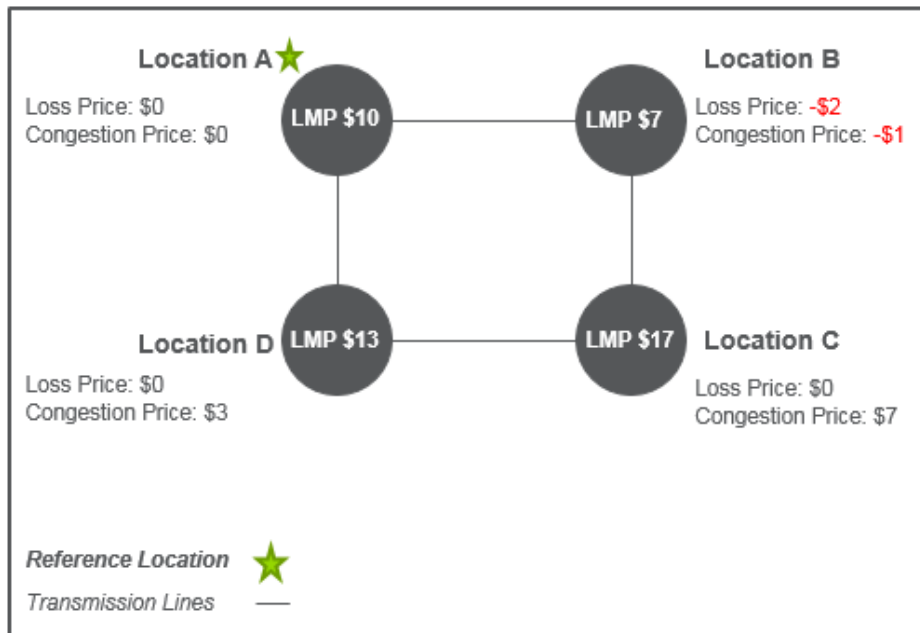 Location A
Loss Price: $0
Congestion Price: $0
LMP $10
LMP $7
Location B
Loss Price: -$2
Congestion Price: -$1
Location D
Loss Price: $0
Congestion Price: $3
LMP $13
LMP $17
Location C
Loss Price: $0
Congestion Price: $7
Reference Location
Transmission Lines